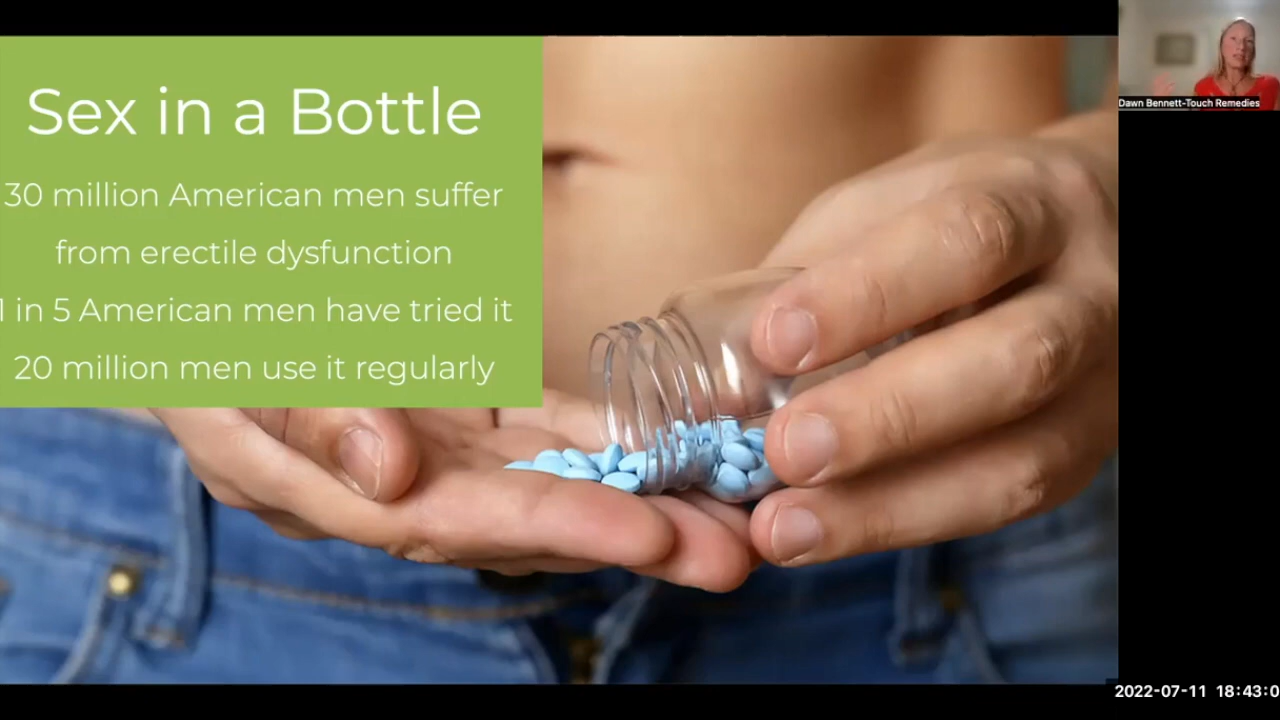 Sex in a Bottle
30 million American men suffer
from erectile dysfunction
1 in 5 American men have tried it
20 million men use it regularly
Dawn Bennett-Touch Remedies
2022-07-11 18:43:0